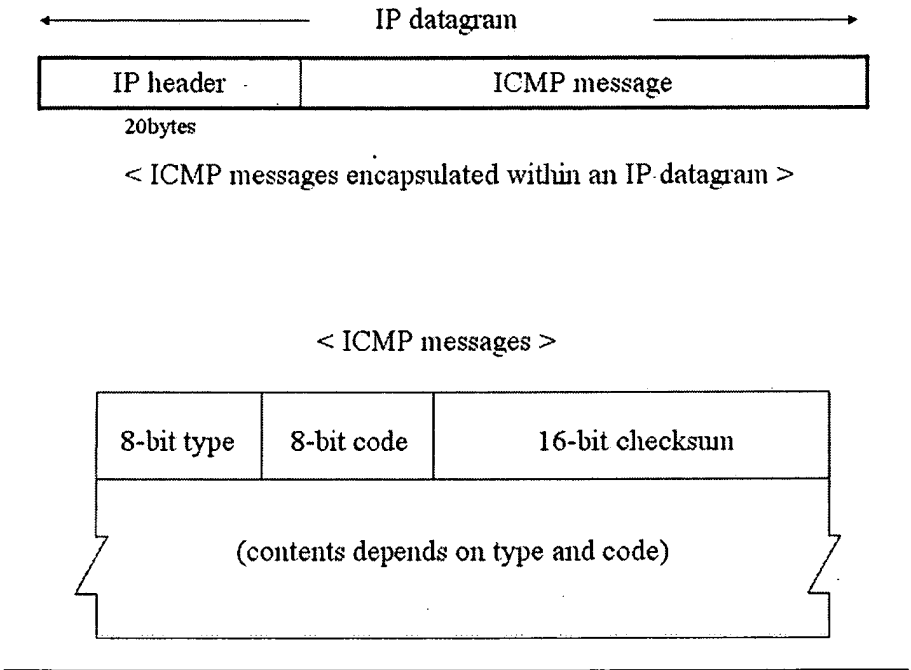 IP datagram
IP header
ICMP message
20bytes
< ICMP messages encapsulated within an IP datagram >
< ICMP messages >
8-bit type
8-bit code
16-bit checksum
(contents depends on type and code)